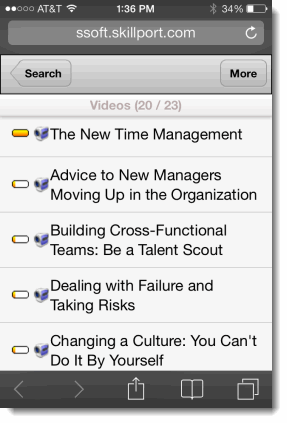 AT&T 1:36 PM 34%
ssoft.skillport.com
Search More
Videos (20 / 23)
The New Time Management
Advice to New Managers
Moving Up in the Organization
Building Cross-Functional
Teams: Be a Talent Scout
Dealing with Failure and
Taking Risks
Changing a Culture: You Can't
Do It By Yourself